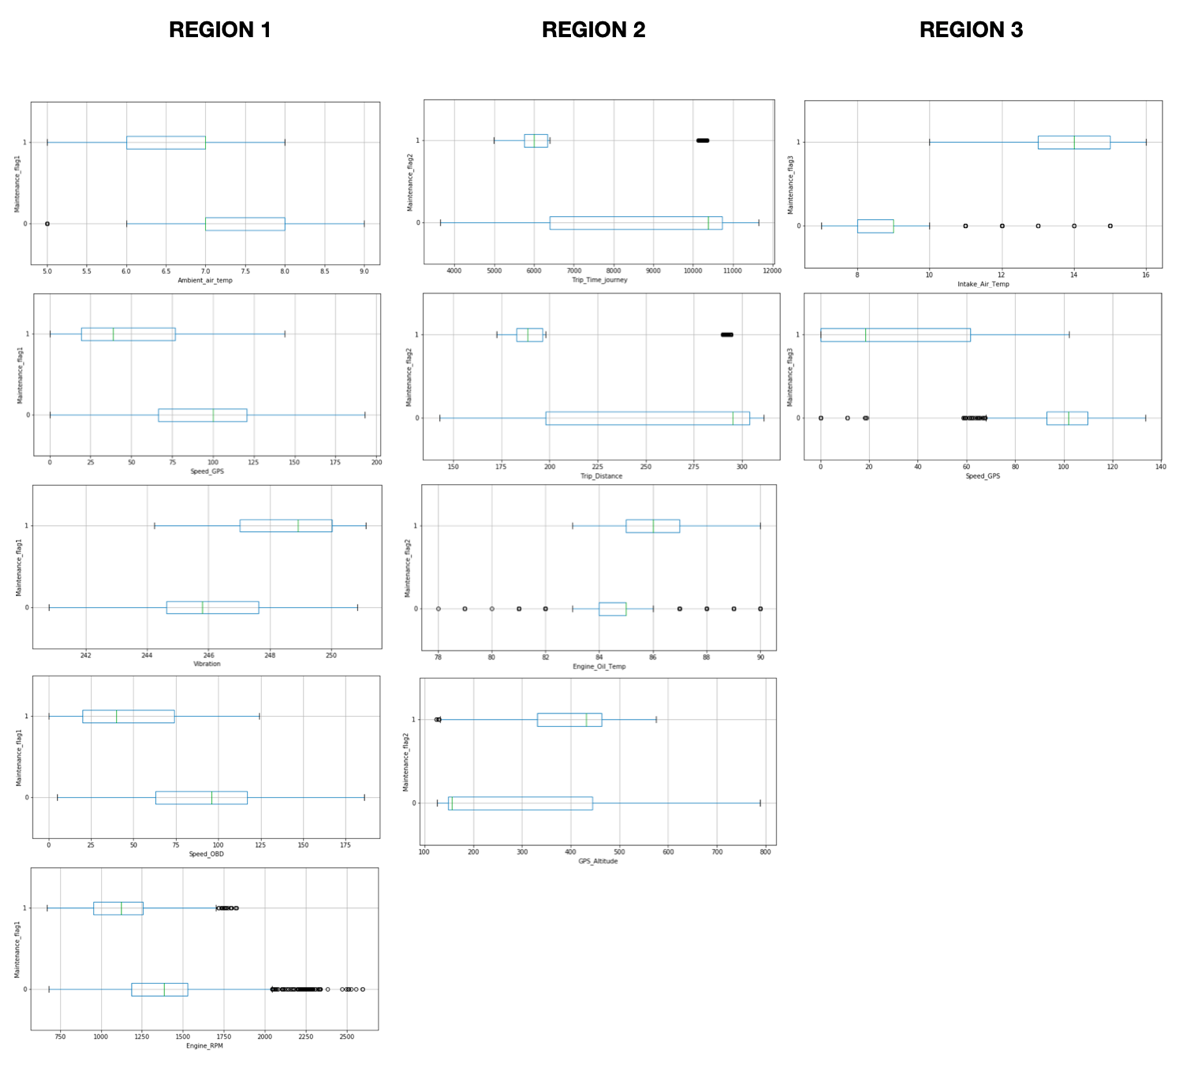 REGION 1
REGION 2
REGION 3
Maintenance_flag1
1
0
5.0 5.5 6.0 6.5 7.0 7.5 8.0 8.5 9.0
Ambient_air_temp
Maintenance_flag2
1
0
4000 5000 6000 7000 8000 9000 10000 11000 12000
Trip_Time_journey
Maintenance_flag3
1
0
8 10 12 14 16
Intake_Air_Temp
Maintenance_flag1
1
0
0 25 50 75 100 125 150 175 200
Speed_GPS
Maintenance_flag2
1
0
150 175 200 225 250 275 300
Trip_Distance
Maintenance_flag3
1
0
0 20 40 60 80 100 120 140
Speed_GPS
Maintenance_flag1
1
0
242 244 246 248 250
Vibration
Maintenance_flag2
1
0
78 80 82 84 86 88 90
Engine_Oil_Temp
Maintenance_flag1
1
0
0 25 50 75 100 125 150 175
Speed_OBD
Maintenance_flag2
1
0
100 200 300 400 500 600 700 800
GPS_Altitude
Maintenance_flag1
1
0
750 1000 1250 1500 1750 2000 2250 2500
Engine_RPM